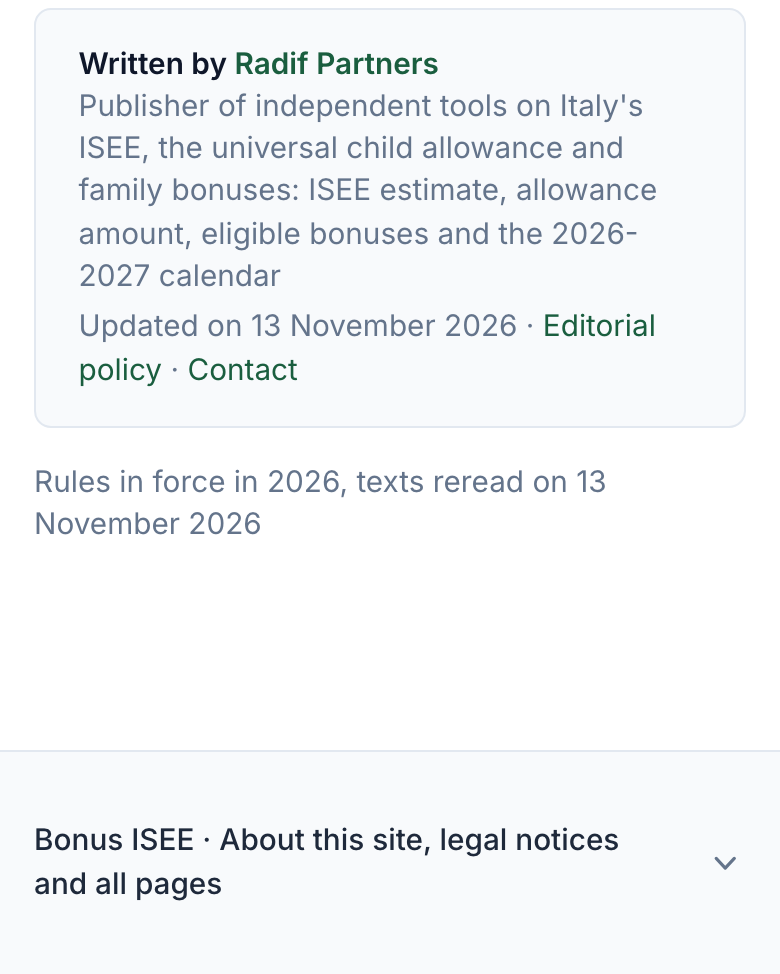 Written by Radif Partners
Publisher of independent tools on Italy's
ISEE, the universal child allowance and
family bonuses: ISEE estimate, allowance
amount, eligible bonuses and the 2026-
2027 calendar
Updated on 13 November 2026 · Editorial
policy · Contact
Rules in force in 2026, texts reread on 13
November 2026
Bonus ISEE · About this site, legal notices
and all pages